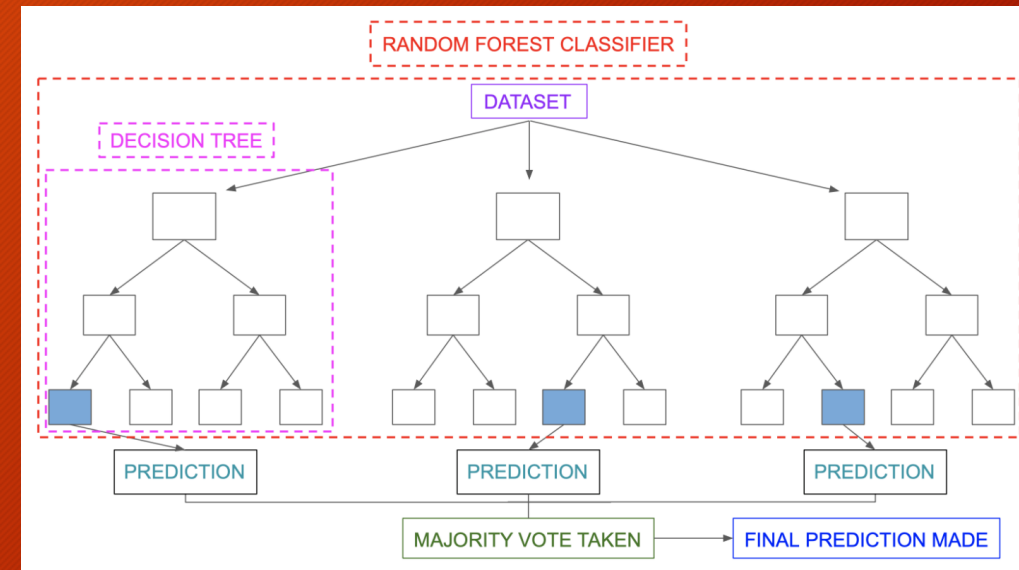 RANDOM FOREST CLASSIFIER
DATASET
DECISION TREE
PREDICTION
PREDICTION
PREDICTION
MAJORITY VOTE TAKEN
FINAL PREDICTION MADE